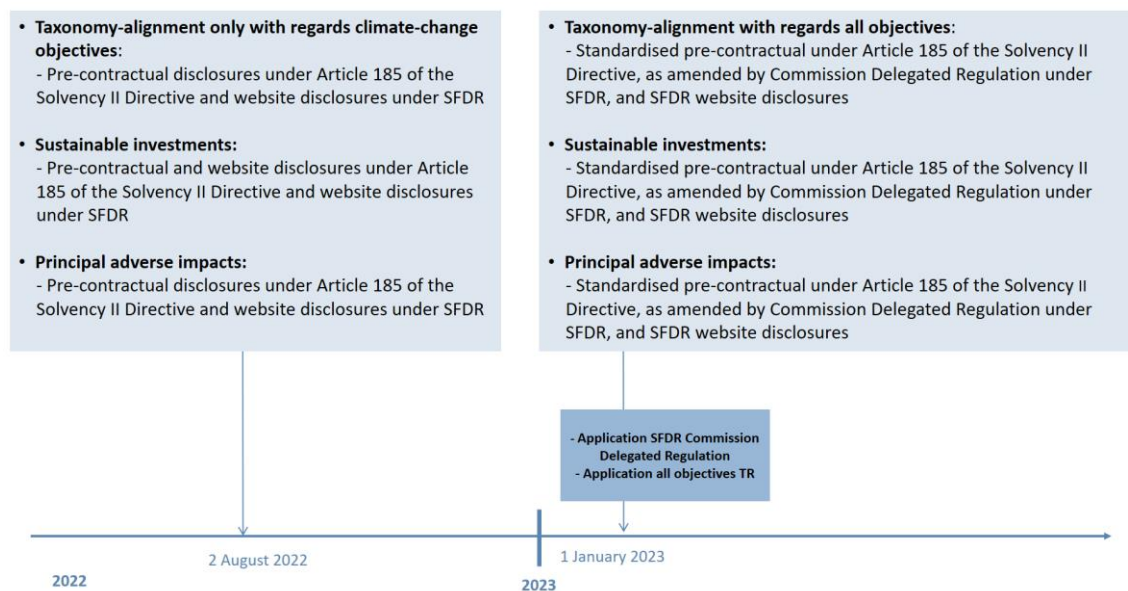 • Taxonomy-alignment only with regards climate-change
objectives:
- Pre-contractual disclosures under Article 185 of the
Solvency II Directive and website disclosures under SFDR
• Sustainable investments:
- Pre-contractual and website disclosures under Article
185 of the Solvency II Directive and website disclosures
under SFDR
• Principal adverse impacts:
- Pre-contractual disclosures under Article 185 of the
Solvency II Directive and website disclosures under SFDR
• Taxonomy-alignment with regards all objectives:
- Standardised pre-contractual under Article 185 of the Solvency II
Directive, as amended by Commission Delegated Regulation under
SFDR, and SFDR website disclosures
• Sustainable investments:
- Standardised pre-contractual under Article 185 of the Solvency II
Directive, as amended by Commission Delegated Regulation under
SFDR, and SFDR website disclosures
• Principal adverse impacts:
- Standardised pre-contractual under Article 185 of the Solvency II
Directive, as amended by Commission Delegated Regulation under
SFDR, and SFDR website disclosures
- Application SFDR Commission
Delegated Regulation
- Application all objectives TR
2 August 2022
1 January 2023
2022
2023